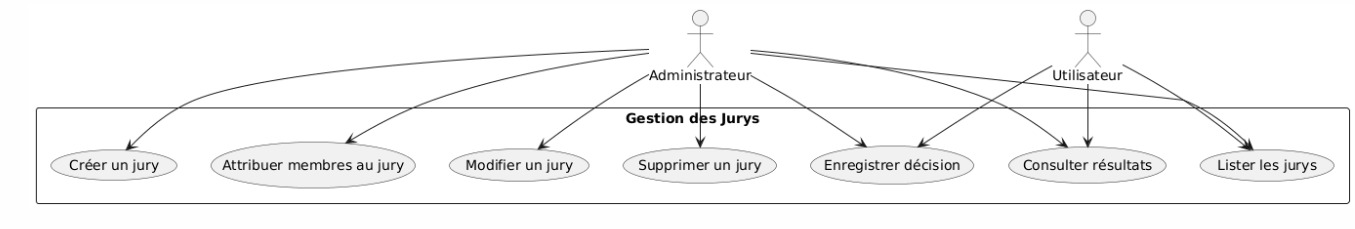 Administrateur
Utilisateur
Gestion des Jurys
Créer un jury
Attribuer membres au jury
Modifier un jury
Supprimer un jury
Enregistrer décision
Consulter résultats
Lister les jurys